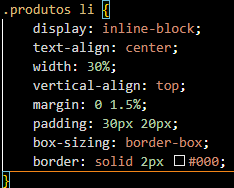 .produtos li {
display: inline-block;
text-align: center;
width: 30%;
vertical-align: top;
margin: 0 1.5%;
padding: 30px 20px;
box-sizing: border-box;
border: solid 2px #000;
}